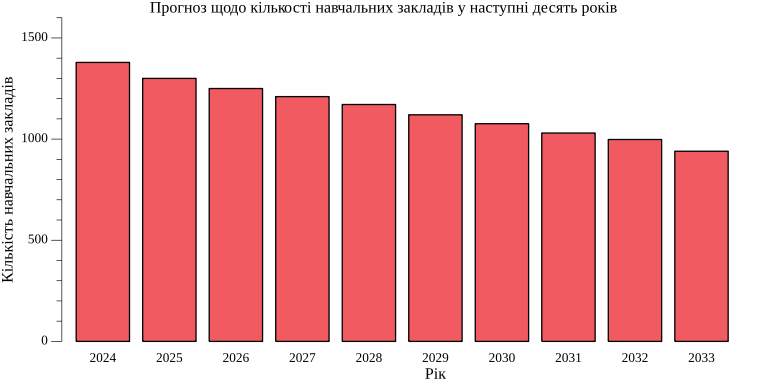 Прогноз щодо кількості навчальних закладів у наступні десять років
Кількість навчальних закладів
1500
1000
500
0
2024 2025 2026 2027 2028 2029 2030 2031 2032 2033
Рік